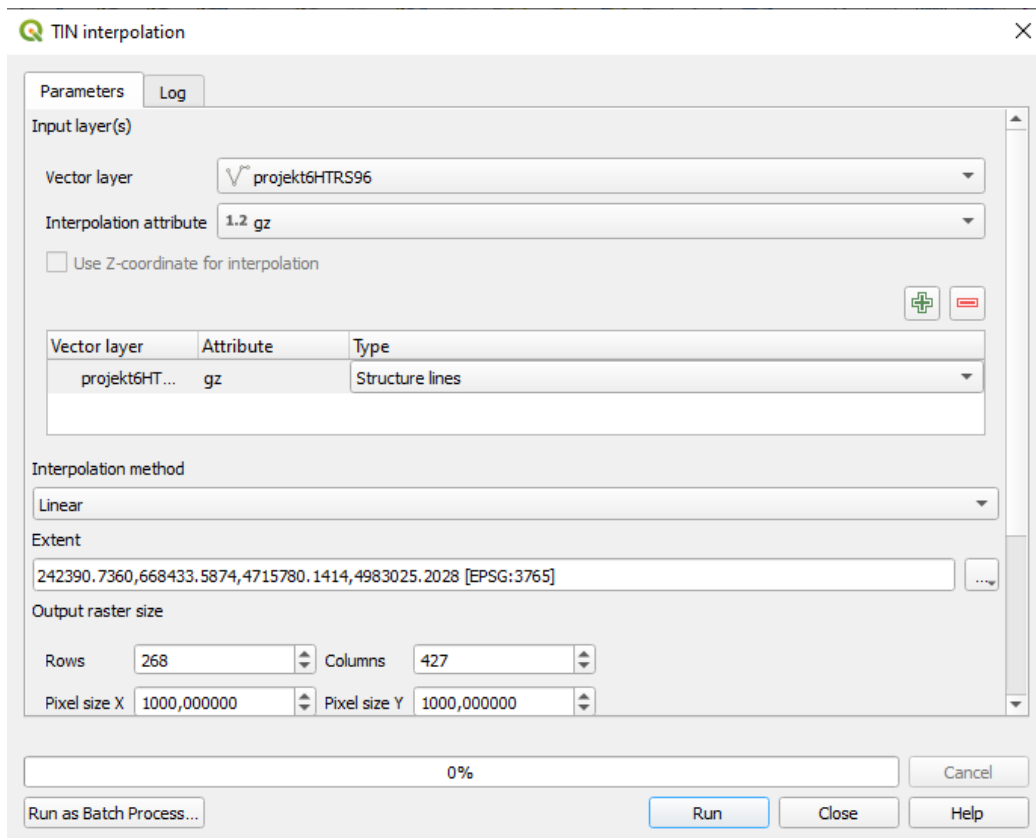 TIN interpolation
Parameters Log
Input layer(s)
Vector layer projekt6HTRS96
Interpolation attribute 1.2 gz
Use Z-coordinate for interpolation
Vector layer Attribute Type
projekt6HT... gz Structure lines
Interpolation method
Linear
Extent
242390.7360,668433.5874,4715780.1414,4983025.2028 [EPSG:3765]
...
Output raster size
Rows 268 Columns 427
Pixel size X 1000,000000 Pixel size Y 1000,000000
0% Cancel
Run as Batch Process... Run Close Help